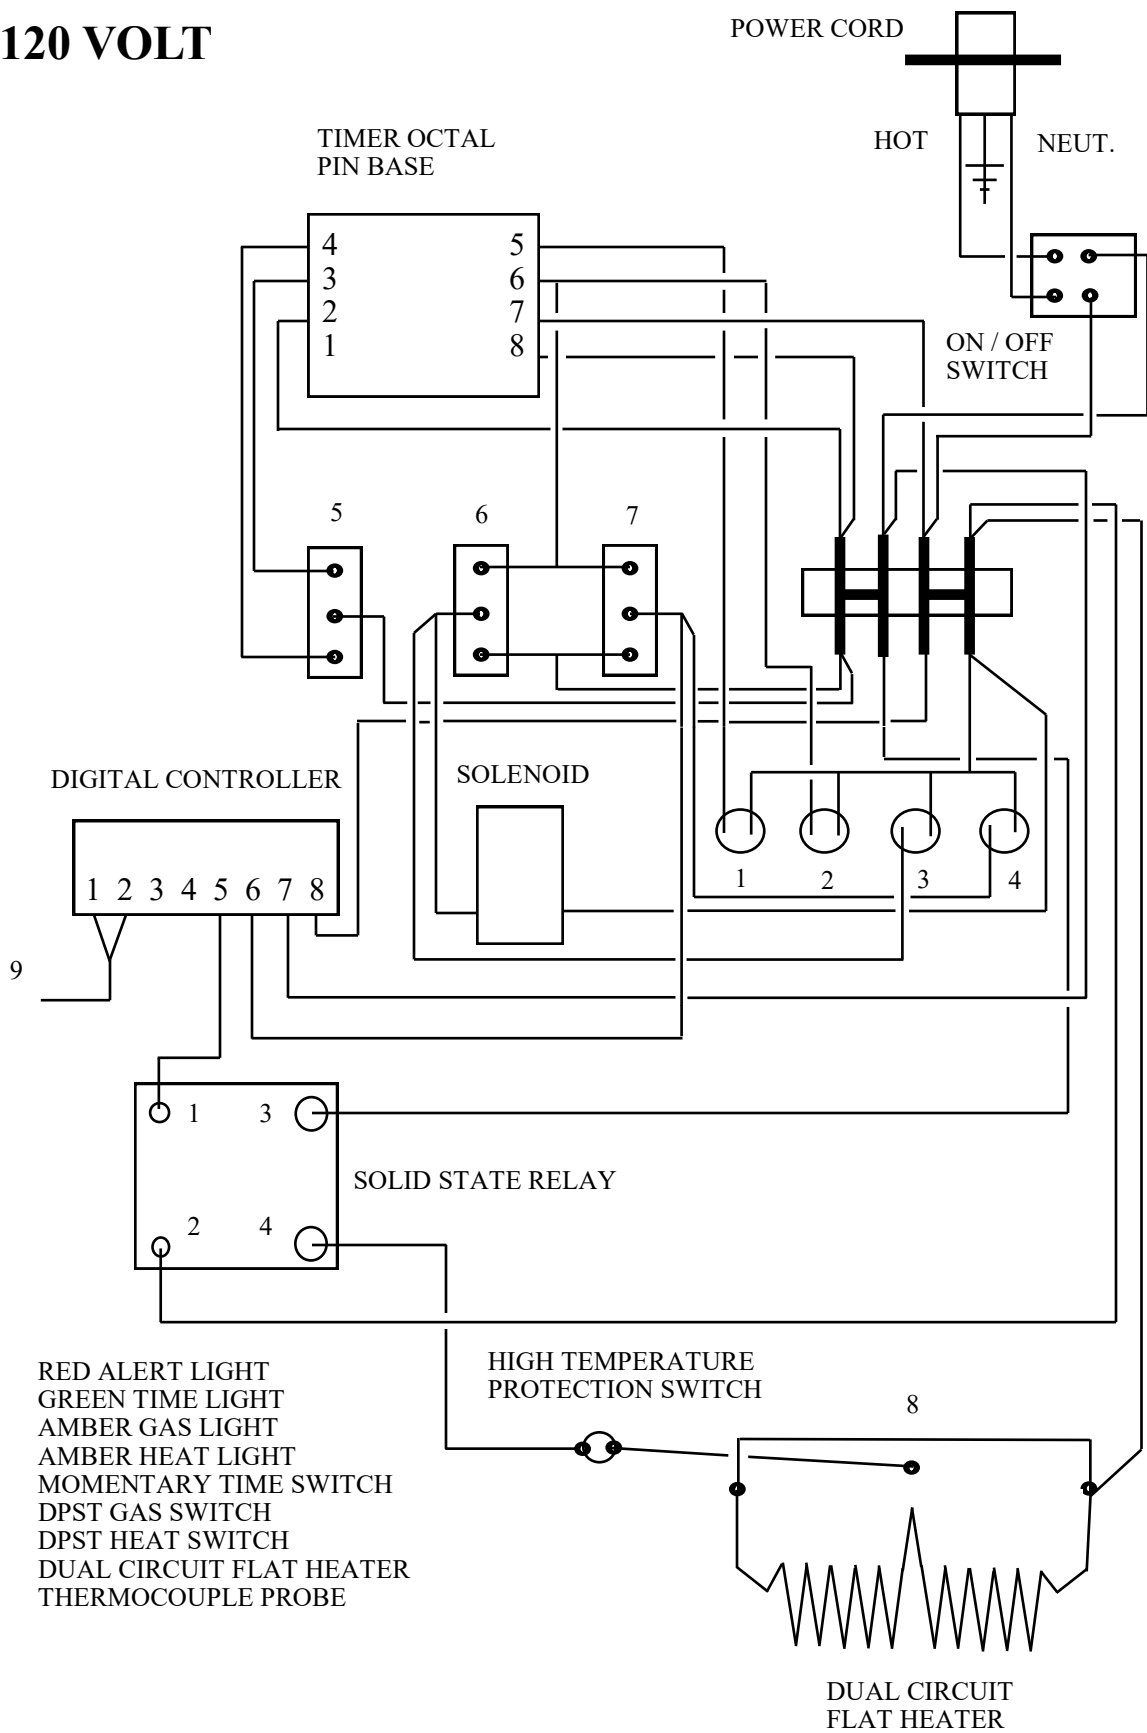 120 VOLT
POWER CORD
HOT
NEUT.
TIMER OCTAL
PIN BASE
4 5
3 6
2 7
1 8
ON / OFF
SWITCH
5 6 7
DIGITAL CONTROLLER
SOLENOID
1 2 3 4 5 6 7 8
1 2 3 4
9
1 3
SOLID STATE RELAY
2 4
HIGH TEMPERATURE
PROTECTION SWITCH
8
RED ALERT LIGHT
GREEN TIME LIGHT
AMBER GAS LIGHT
AMBER HEAT LIGHT
MOMENTARY TIME SWITCH
DPST GAS SWITCH
DPST HEAT SWITCH
DUAL CIRCUIT FLAT HEATER
THERMOCOUPLE PROBE
DUAL CIRCUIT
FLAT HEATER